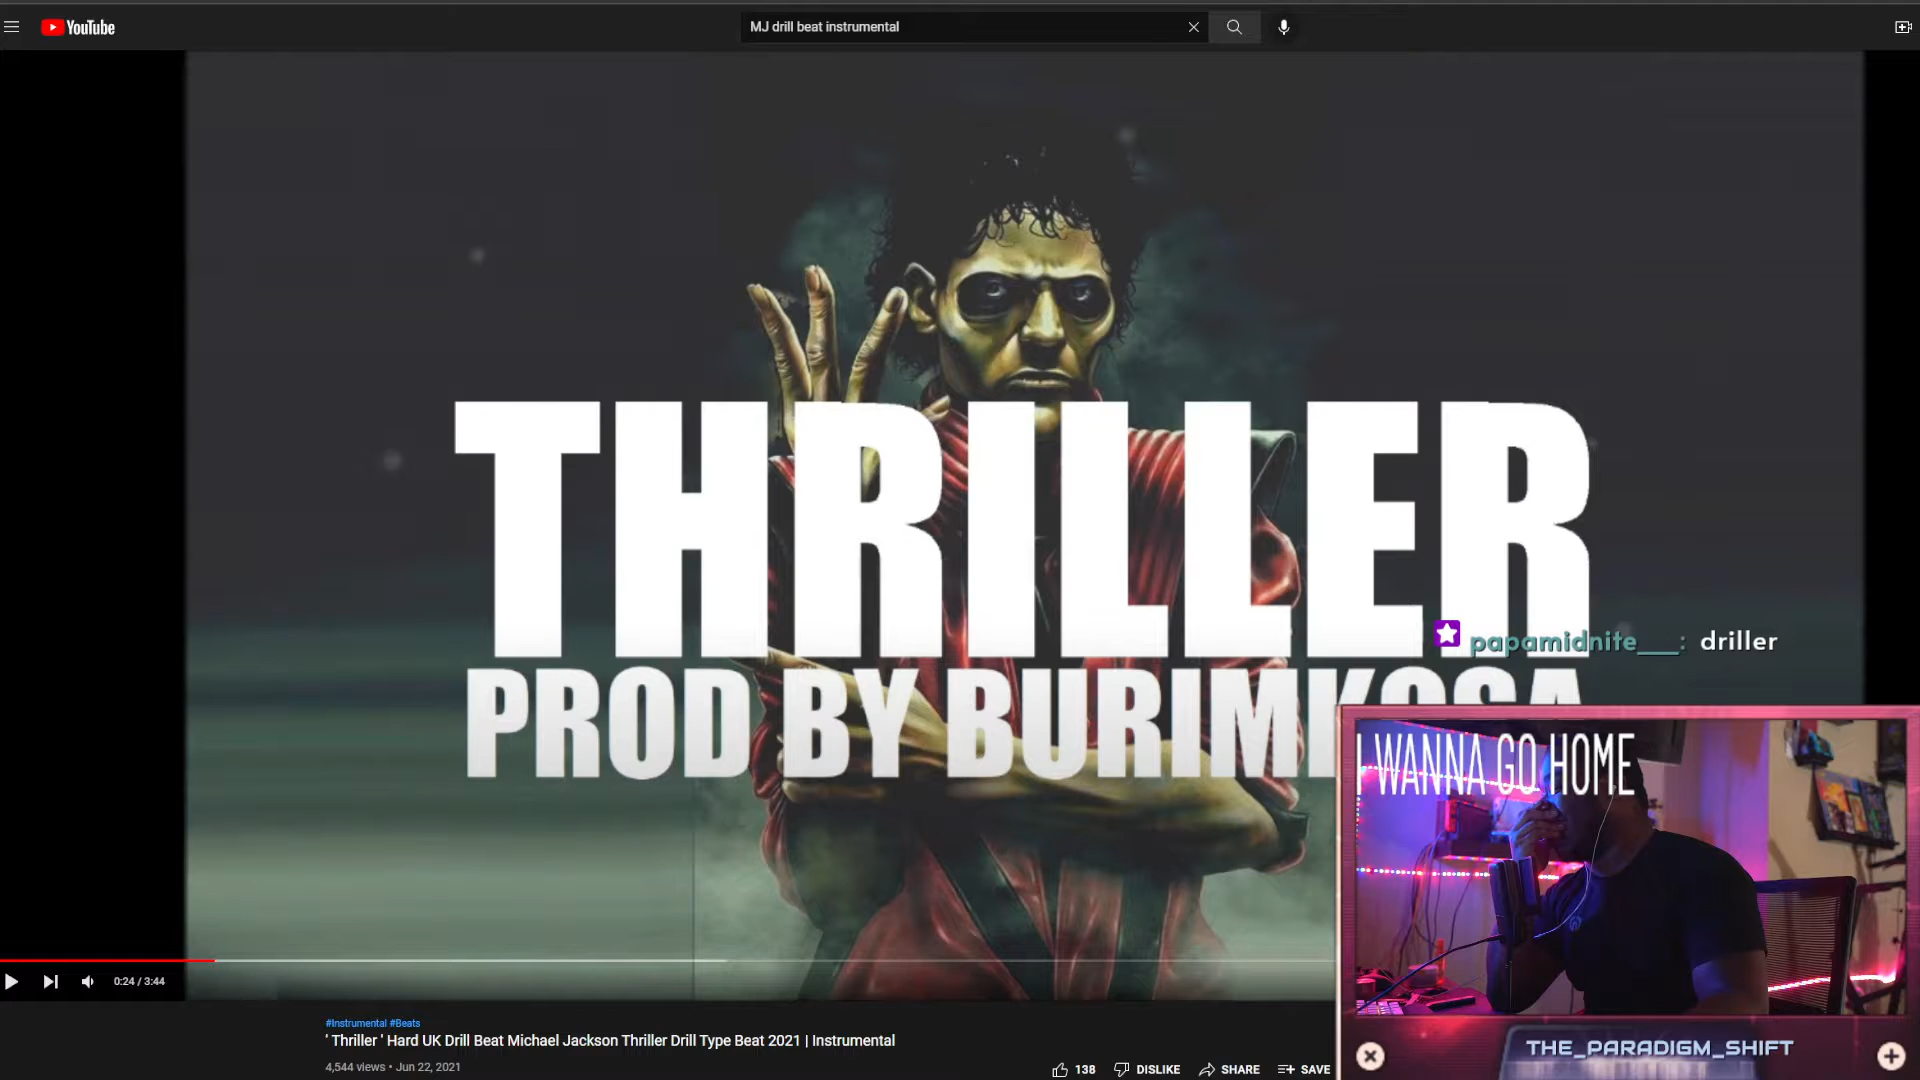 YouTube
MJ drill beat instrumental
THRILLER
papamidnite___: driller
PROD BY BURIMKOSA
I WANNA GO HOME
0:24 / 3:44
#Instrumental #Beats
' Thriller ' Hard UK Drill Beat Michael Jackson Thriller Drill Type Beat 2021 | Instrumental
4,544 views • Jun 22, 2021
138
DISLIKE
SHARE
SAVE
THE_PARADIGM_SHIFT